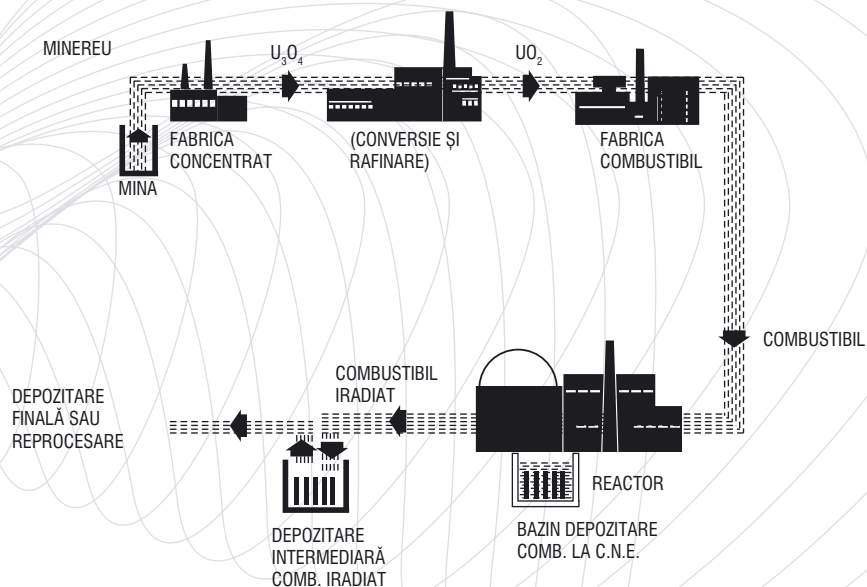 MINEREU
U₃O₄
UO₂
FABRICA
CONCENTRAT
(CONVERSIE ȘI
RAFINARE)
FABRICA
COMBUSTIBIL
MINA
COMBUSTIBIL
COMBUSTIBIL
IRADIAT
DEPOZITARE
FINALĂ SAU
REPROCESARE
REACTOR
BAZIN DEPOZITARE
COMB. LA C.N.E.
DEPOZITARE
INTERMEDIARĂ
COMB. IRADIAT